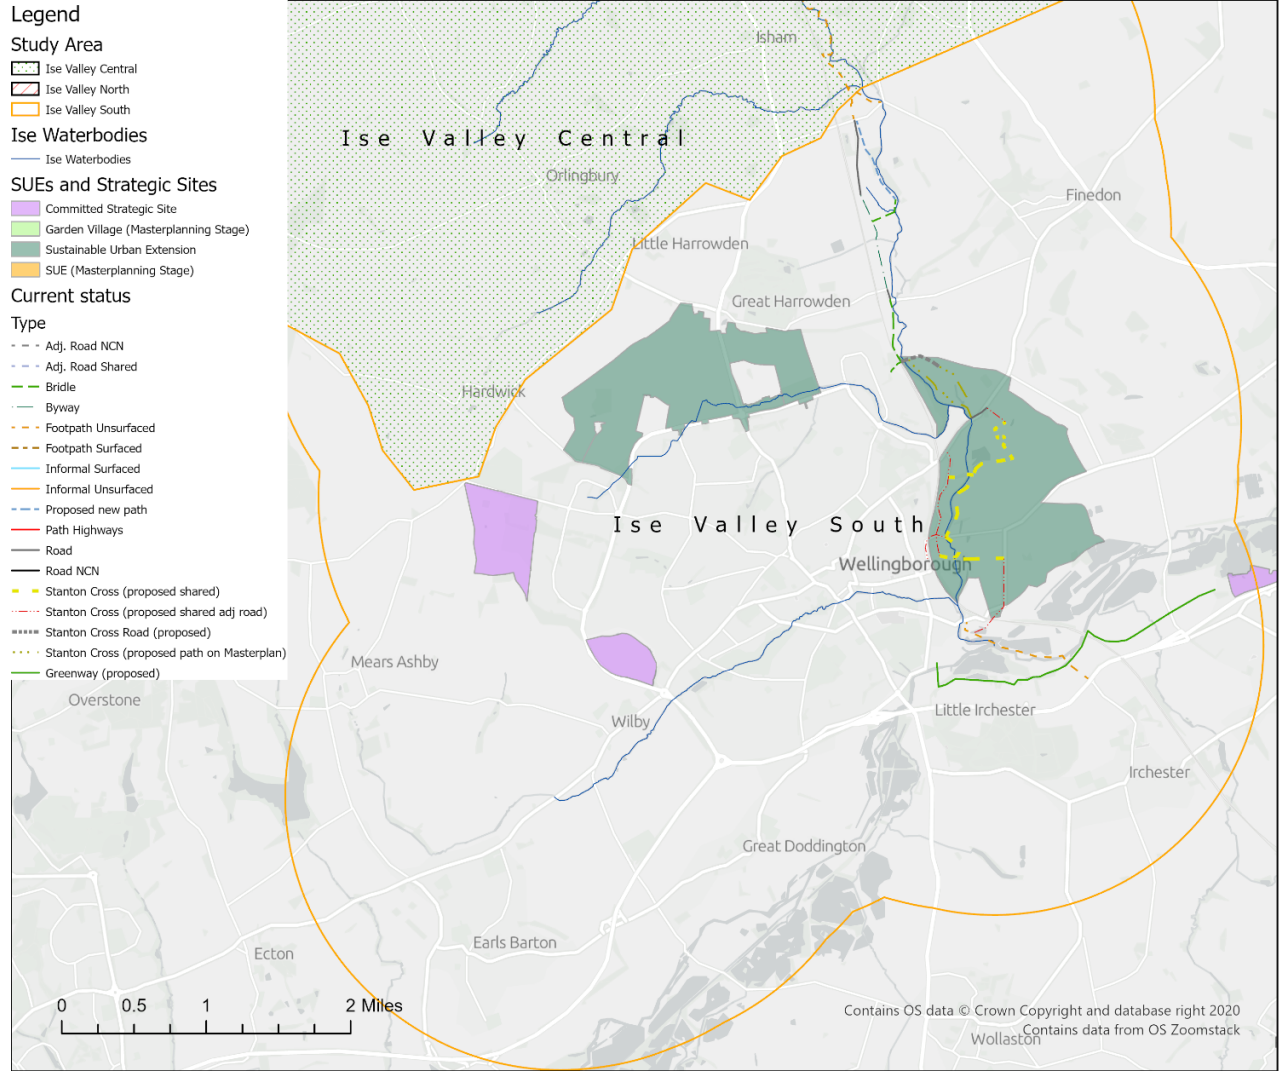 Legend
Study Area
Ise Valley Central
Ise Valley North
Ise Valley South
Ise Waterbodies
Ise Waterbodies
SUEs and Strategic Sites
Committed Strategic Site
Garden Village (Masterplanning Stage)
Sustainable Urban Extension
SUE (Masterplanning Stage)
Current status
Type
Adj. Road NCN
Adj. Road Shared
Bridle
Byway
Footpath Unsurfaced
Footpath Surfaced
Informal Surfaced
Informal Unsurfaced
Proposed new path
Path Highways
Road
Road NCN
Stanton Cross (proposed shared)
Stanton Cross (proposed shared adj road)
Stanton Cross Road (proposed)
Stanton Cross (proposed path on Masterplan)
Greenway (proposed)
Isham
Ise Valley Central
Orlingbury
Finedon
Little Harrowden
Great Harrowden
Hardwick
Ise Valley South
Wellingborough
Mears Ashby
Overstone
Wilby
Little Irchester
Irchester
Great Doddington
Earls Barton
Ecton
0 0.5 1 2 Miles
Contains OS data © Crown Copyright and database right 2020
Contains data from OS Zoomstack
Wollaston